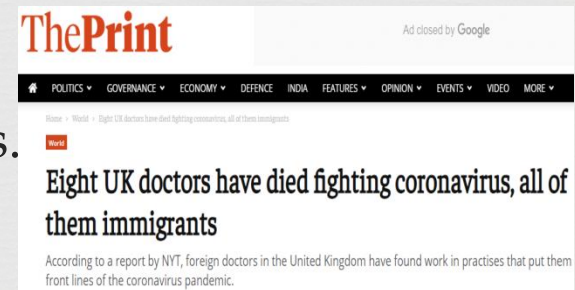 ThePrint
Ad closed by Google
POLITICS GOVERNANCE ECONOMY DEFENCE INDIA FEATURES OPINION EVENTS VIDEO MORE
Home > World > Eight UK doctors have died fighting coronavirus, all of them immigrants
s.
World
Eight UK doctors have died fighting coronavirus, all of
them immigrants
According to a report by NYT, foreign doctors in the United Kingdom have found work in practises that put them
front lines of the coronavirus pandemic.